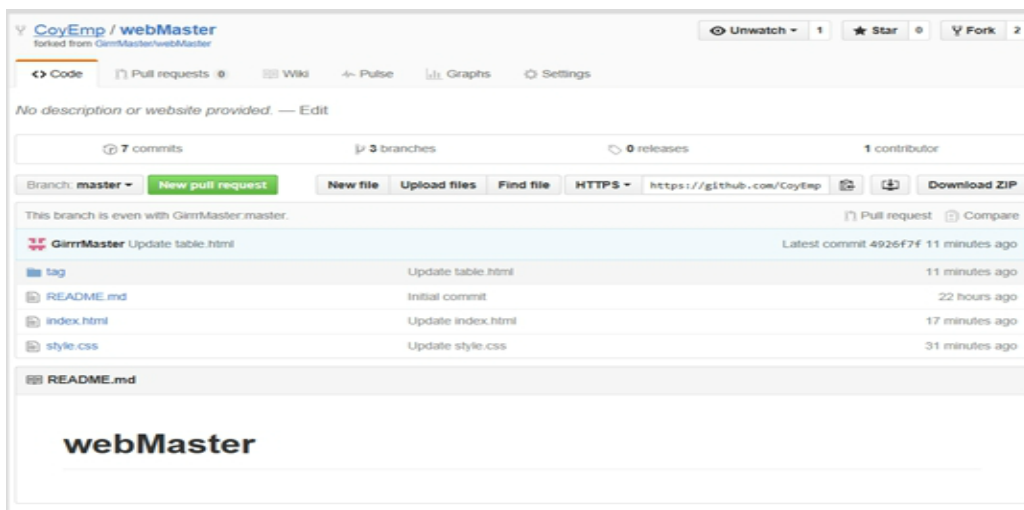 CoyEmp / webMaster
forked from GirrrMaster/webMaster
Unwatch 1 Star 0 Fork 2
<> Code Pull requests 0 Wiki Pulse Graphs Settings
No description or website provided. — Edit
7 commits 3 branches 0 releases 1 contributor
Branch: master New pull request New file Upload files Find file HTTPS https://github.com/CoyEmp Download ZIP
This branch is even with GirrrMaster:master. Pull request Compare
GirrrMaster Update table.html Latest commit 4926f7f 11 minutes ago
tag Update table.html 11 minutes ago
README.md Initial commit 22 hours ago
index.html Update index.html 17 minutes ago
style.css Update style.css 31 minutes ago
README.md
webMaster